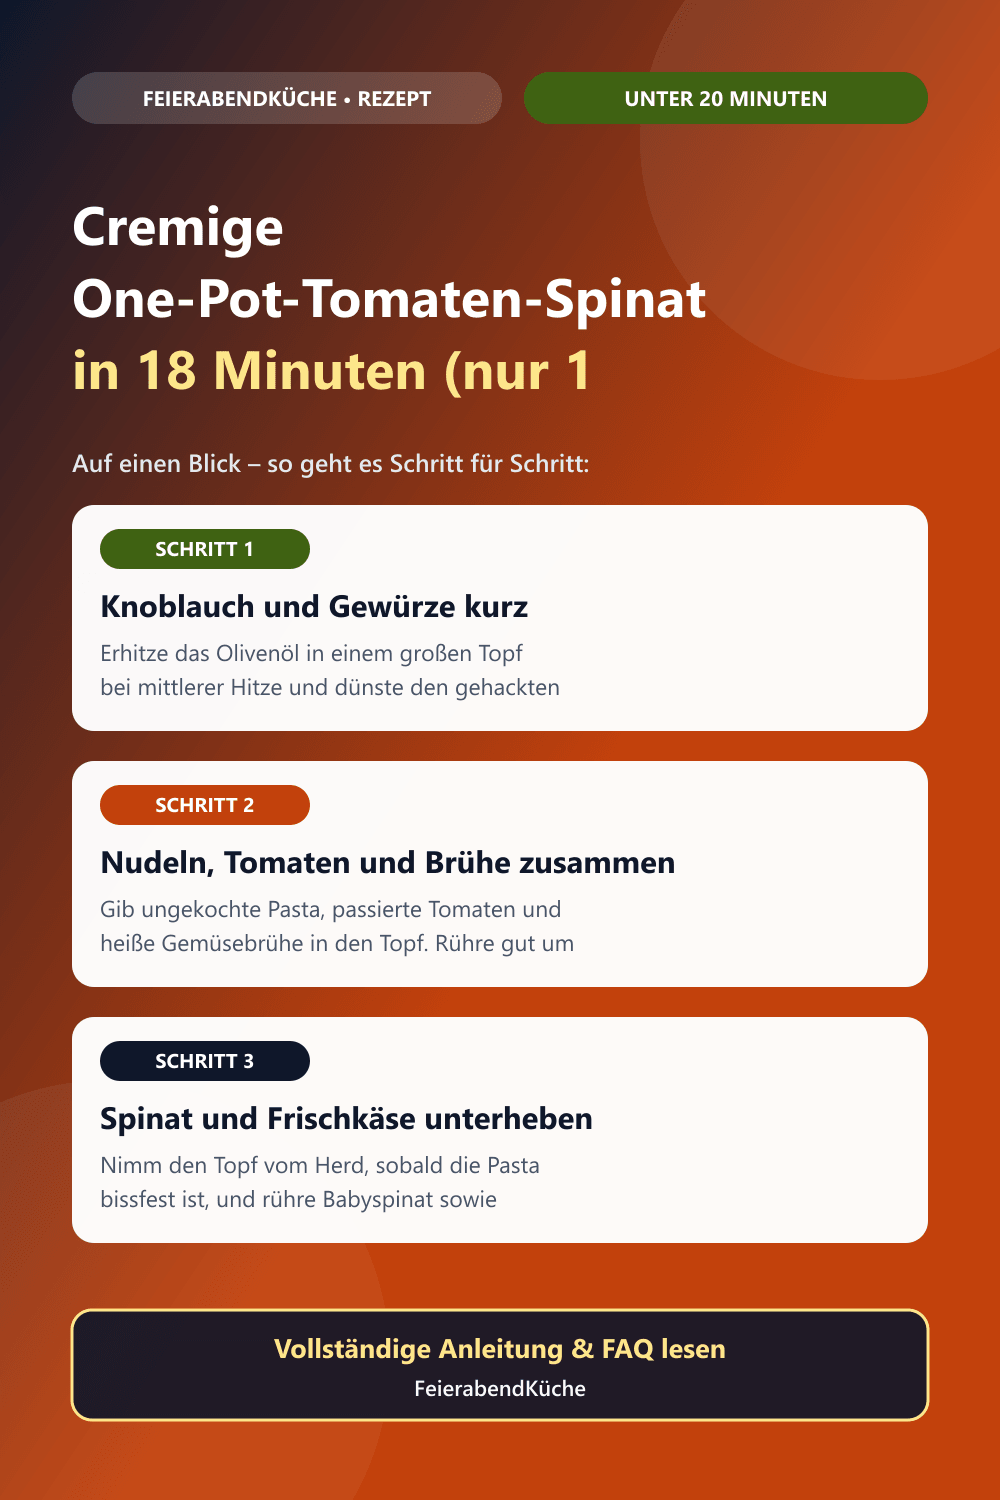 FEIERABENDKÜCHE • REZEPT
UNTER 20 MINUTEN
Cremige
One-Pot-Tomaten-Spinat
in 18 Minuten (nur 1
Auf einen Blick – so geht es Schritt für Schritt:
SCHRITT 1
Knoblauch und Gewürze kurz
Erhitze das Olivenöl in einem großen Topf
bei mittlerer Hitze und dünste den gehackten
SCHRITT 2
Nudeln, Tomaten und Brühe zusammen
Gib ungekochte Pasta, passierte Tomaten und
heiße Gemüsebrühe in den Topf. Rühre gut um
SCHRITT 3
Spinat und Frischkäse unterheben
Nimm den Topf vom Herd, sobald die Pasta
bissfest ist, und rühre Babyspinat sowie
Vollständige Anleitung & FAQ lesen
FeierabendKüche